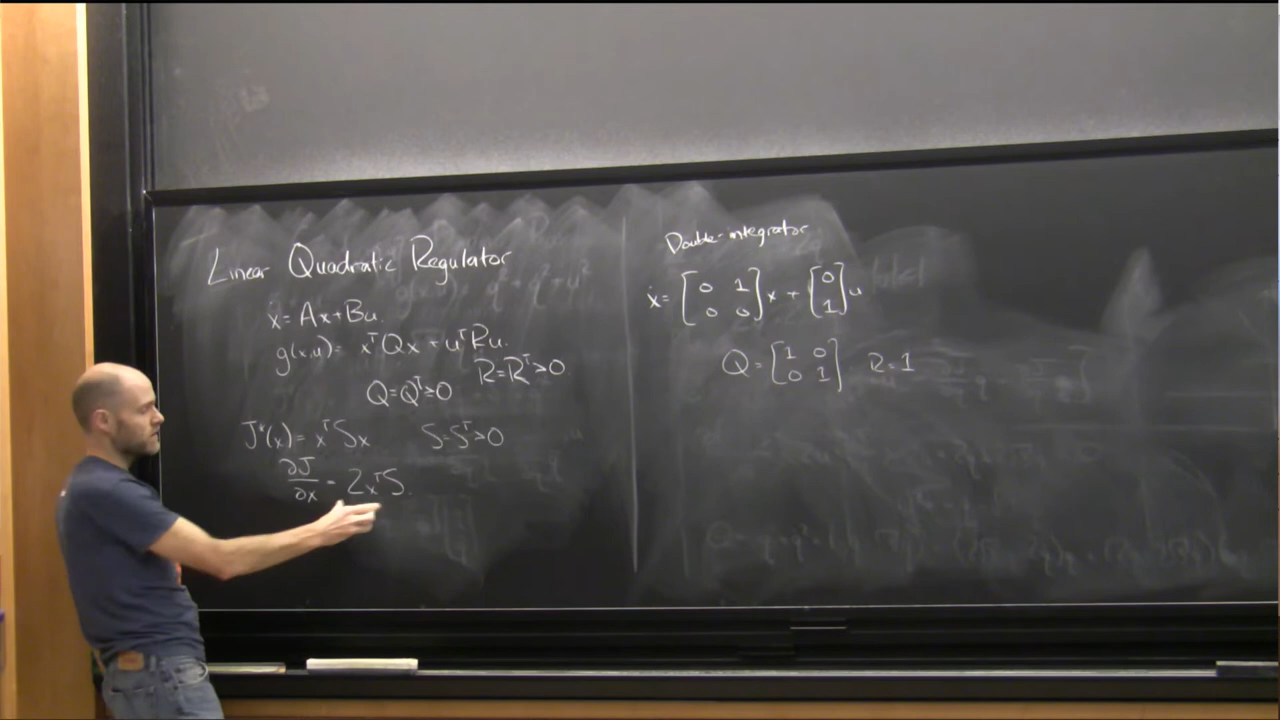 Linear Quadratic Regulator
ẋ = Ax + Bu.
g(x,u) = xᵀQx + uᵀRu.
R = Rᵀ > 0
Q = Qᵀ ≥ 0
J*(x) = xᵀSx S = Sᵀ > 0
∂J/∂x = 2xᵀS.
Double-integrator
ẋ = [0 1; 0 0] x + [0; 1] u
Q = [1 0; 0 1] R = 1